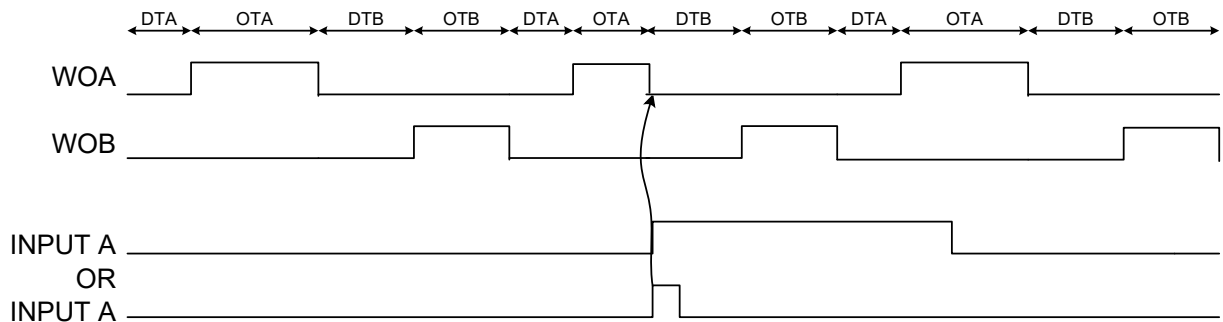 DTA OTA DTB OTB DTA OTA DTB OTB DTA OTA DTB OTB
WOA
WOB
INPUT A
OR
INPUT A